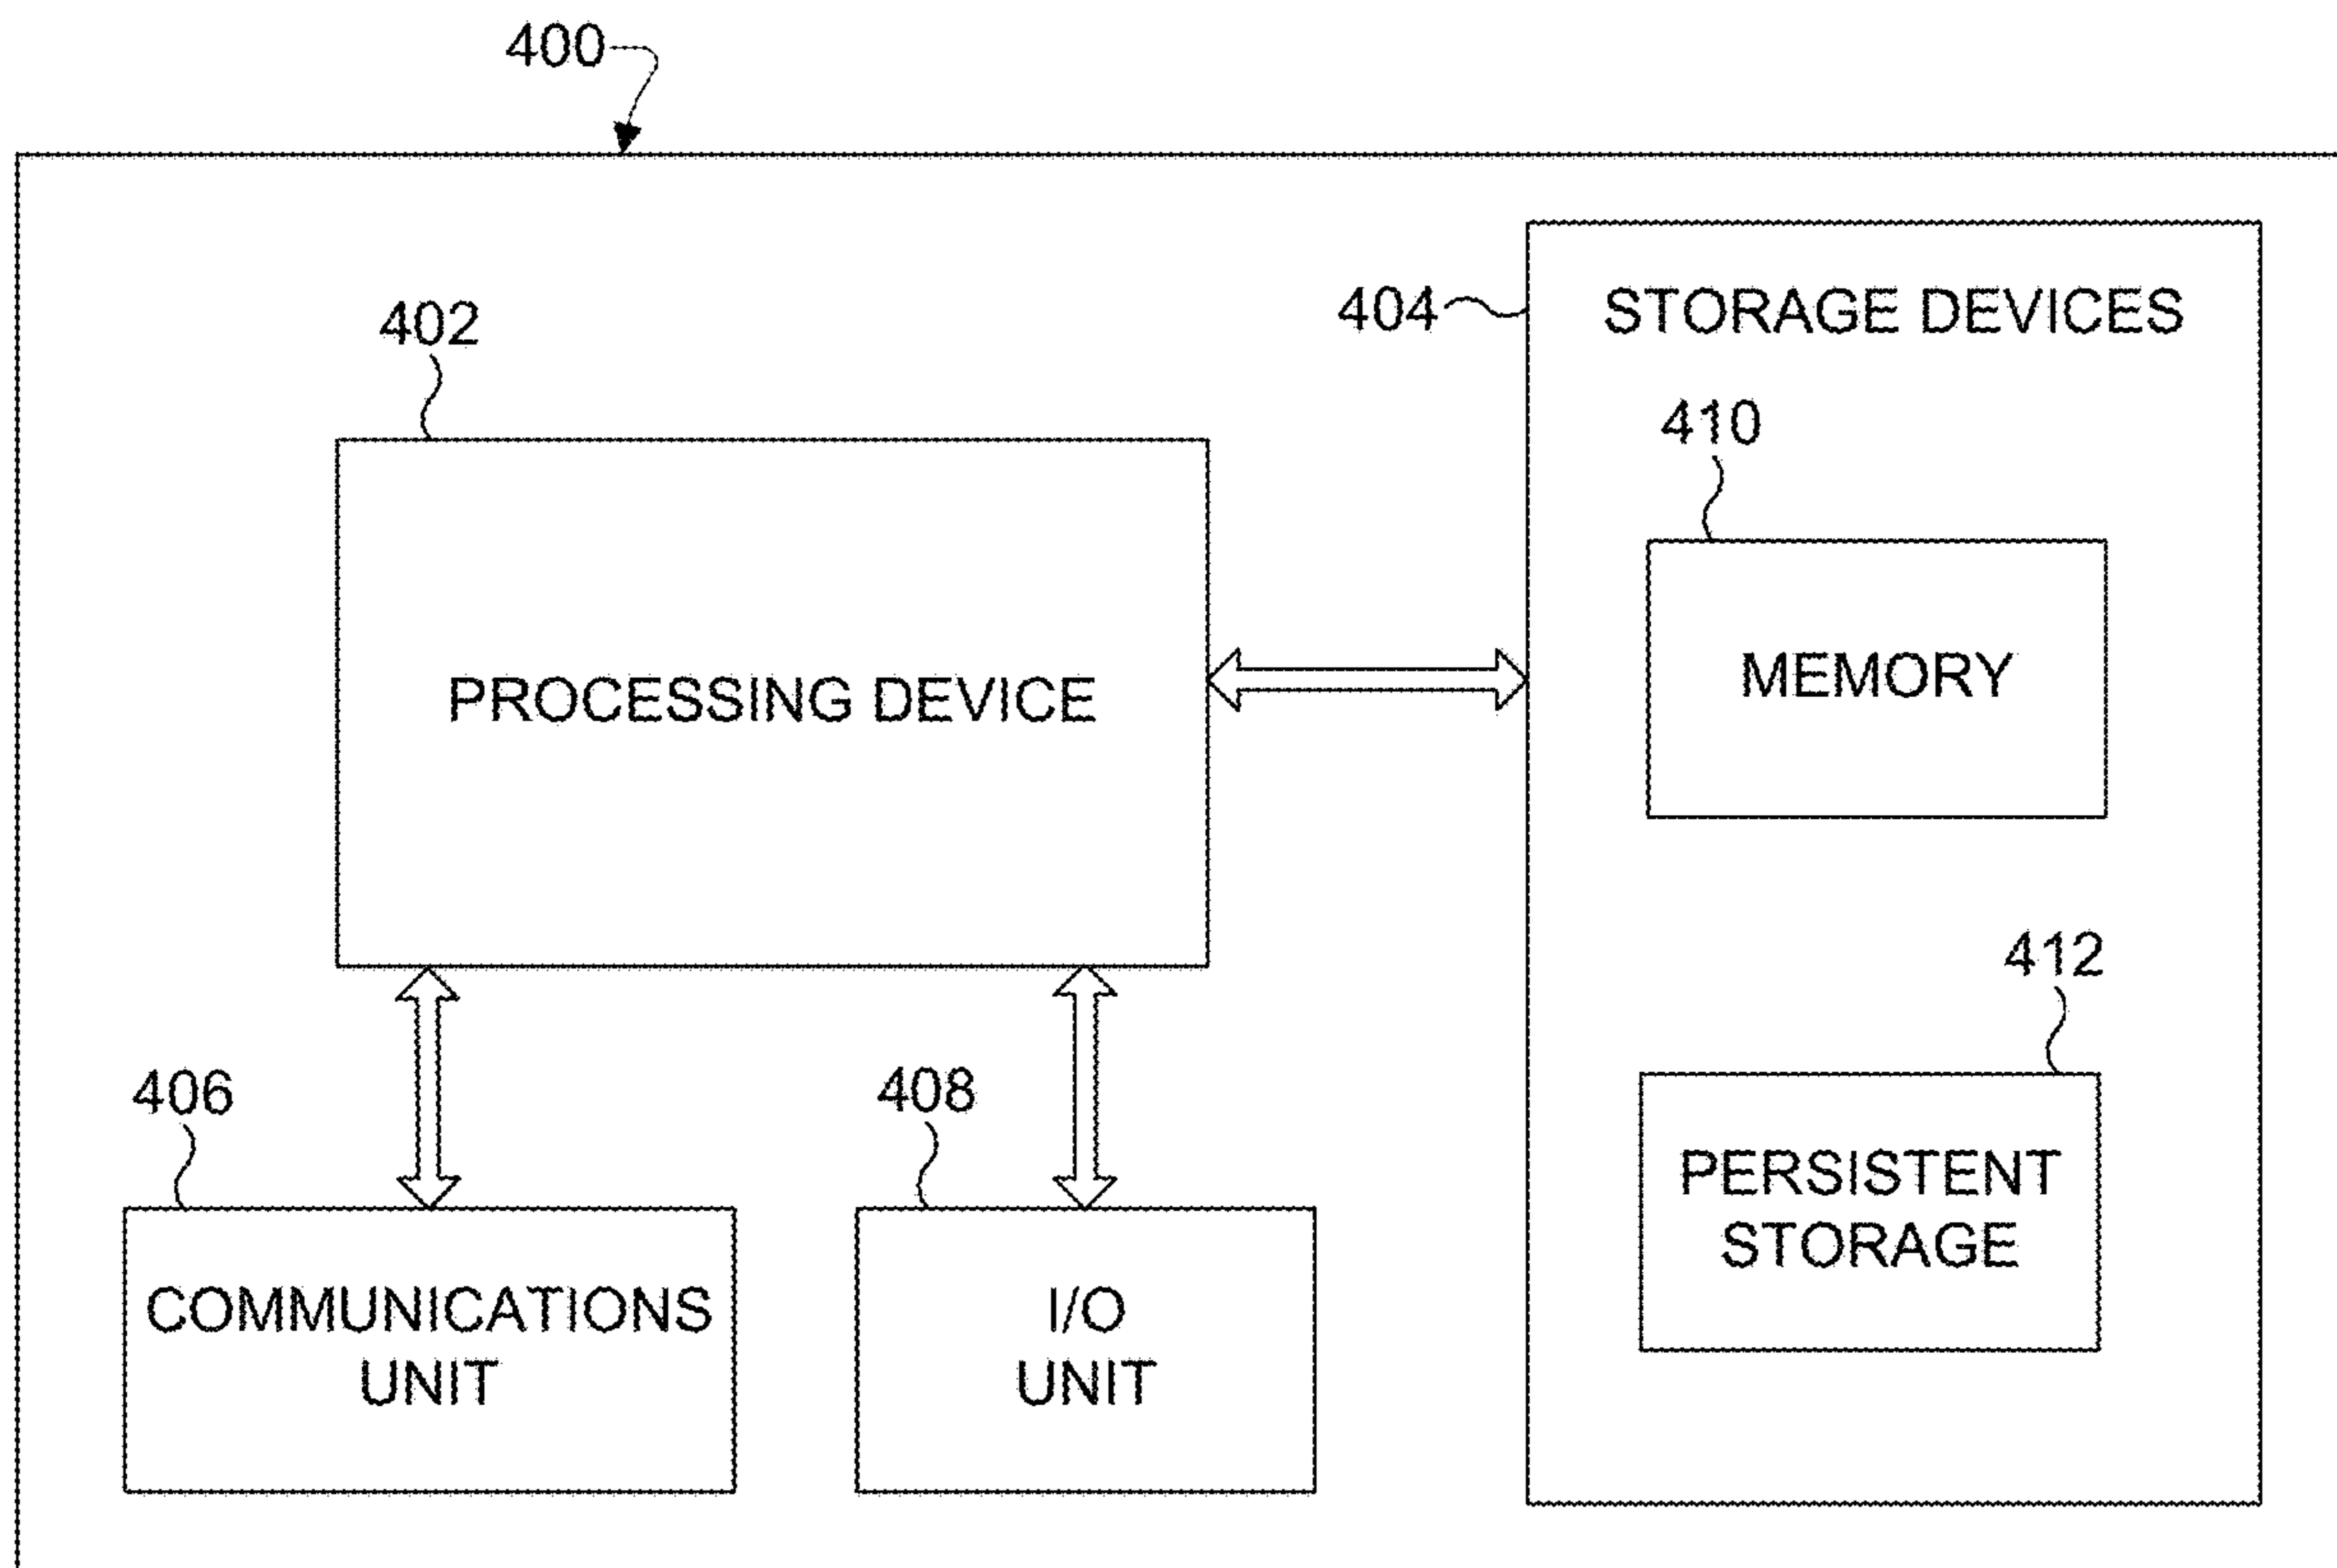 400
402
404
STORAGE DEVICES
410
PROCESSING DEVICE
MEMORY
412
406
408
PERSISTENT
STORAGE
COMMUNICATIONS
UNIT
I/O
UNIT